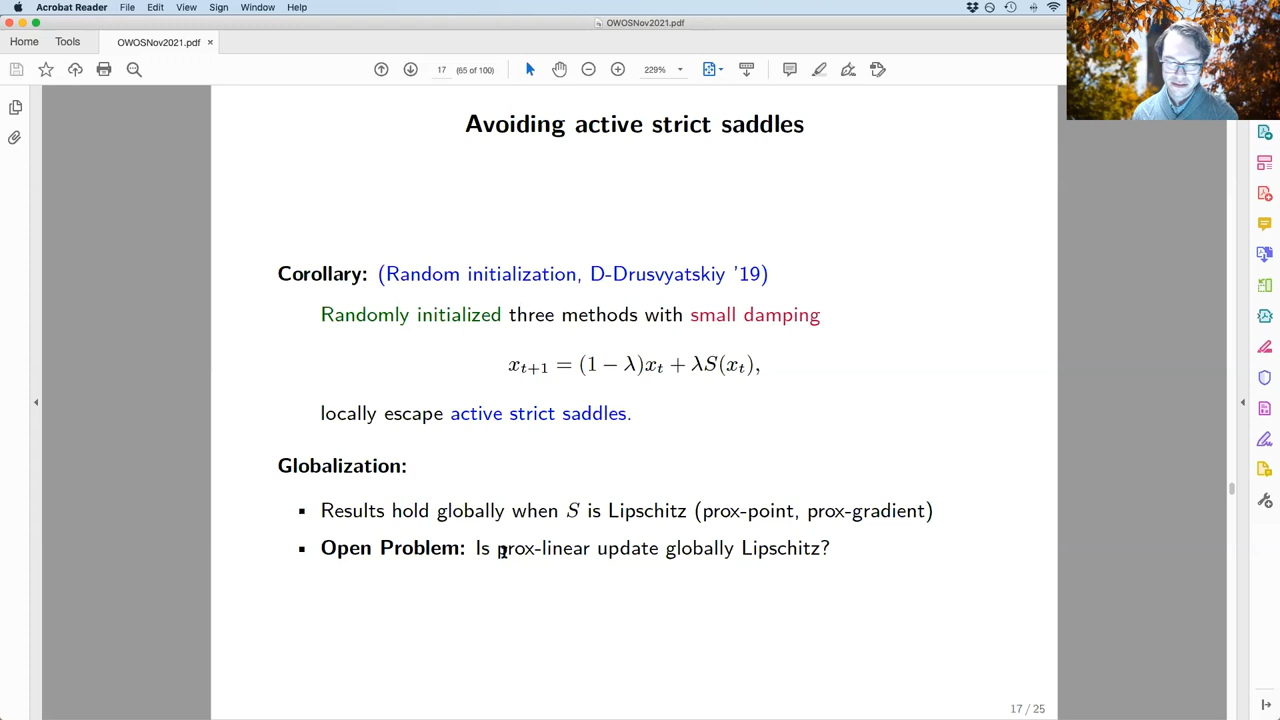 Acrobat Reader File Edit View Sign Window Help
OWOSNov2021.pdf
Home Tools OWOSNov2021.pdf ×
17 (65 of 100) 229%
Avoiding active strict saddles
Corollary: (Random initialization, D-Drusvyatskiy '19)
Randomly initialized three methods with small damping
x_{t+1} = (1 − λ)x_t + λS(x_t),
locally escape active strict saddles.
Globalization:
▪ Results hold globally when S is Lipschitz (prox-point, prox-gradient)
▪ Open Problem: Is prox-linear update globally Lipschitz?
17 / 25